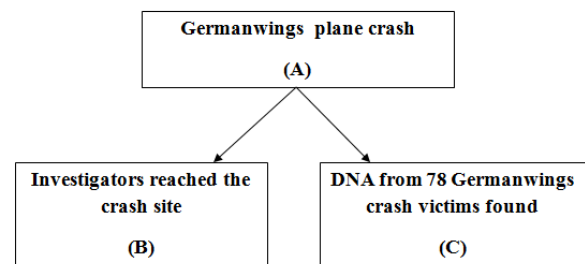 Germanwings plane crash
(A)
Investigators reached the
crash site
(B)
DNA from 78 Germanwings
crash victims found
(C)